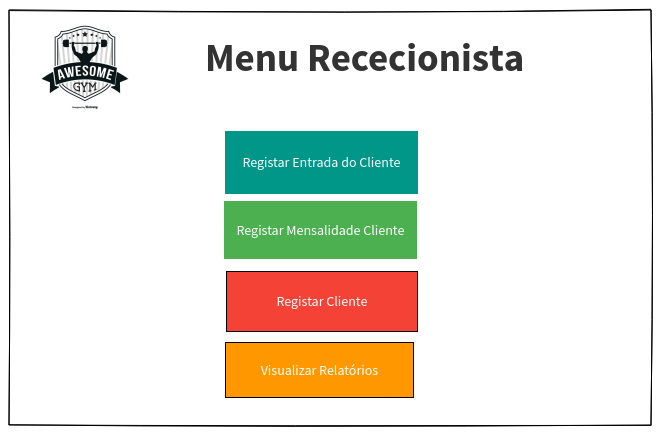 Menu Rececionista
AWESOME
GYM
Registar Entrada do Cliente
Registar Mensalidade Cliente
Registar Cliente
Visualizar Relatórios